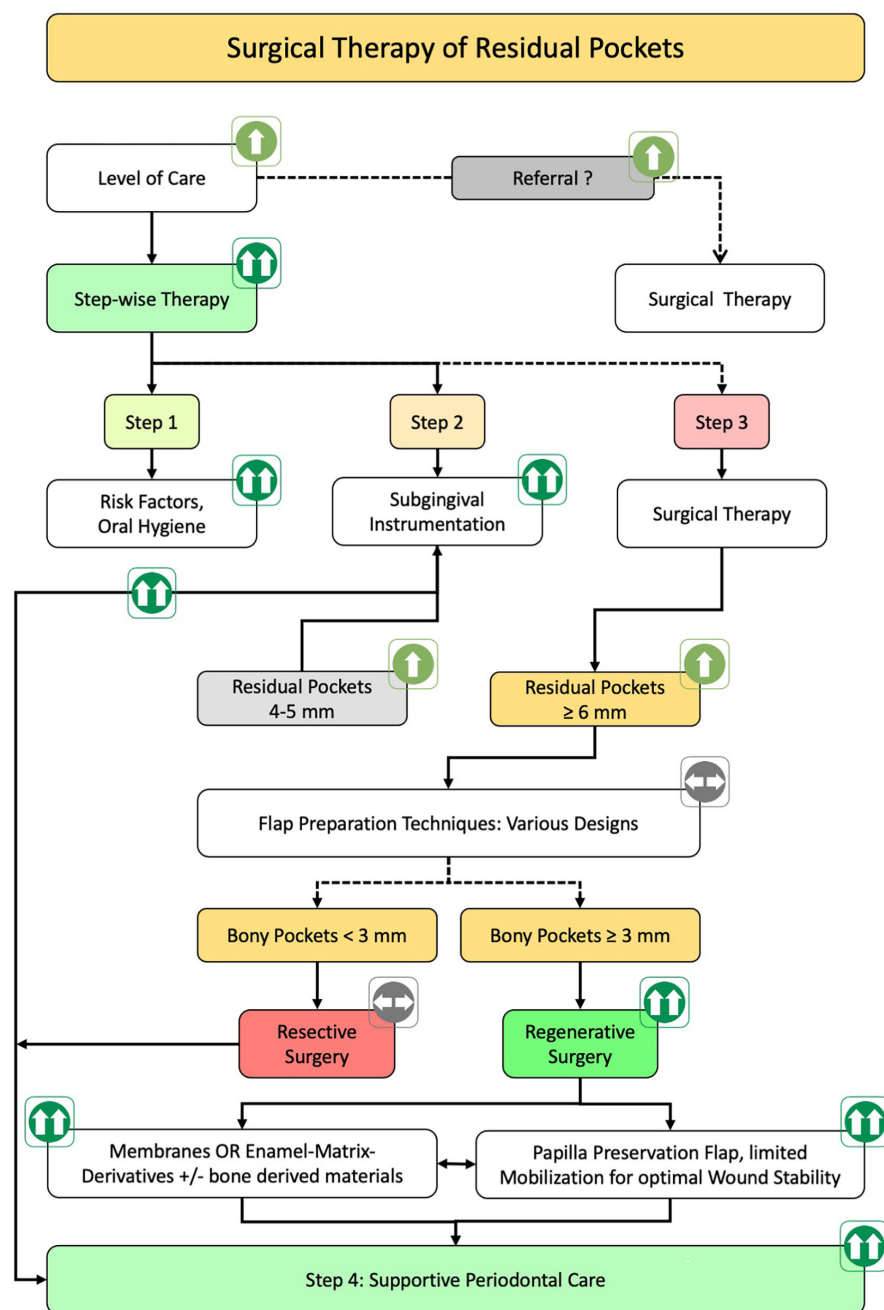 Surgical Therapy of Residual Pockets
Level of Care
Referral ?
Step-wise Therapy
Surgical Therapy
Step 1
Step 2
Step 3
Risk Factors,
Oral Hygiene
Subgingival
Instrumentation
Surgical Therapy
Residual Pockets
4-5 mm
Residual Pockets
≥ 6 mm
Flap Preparation Techniques: Various Designs
Bony Pockets < 3 mm
Bony Pockets ≥ 3 mm
Resective
Surgery
Regenerative
Surgery
Membranes OR Enamel-Matrix-
Derivatives +/- bone derived materials
Papilla Preservation Flap, limited
Mobilization for optimal Wound Stability
Step 4: Supportive Periodontal Care